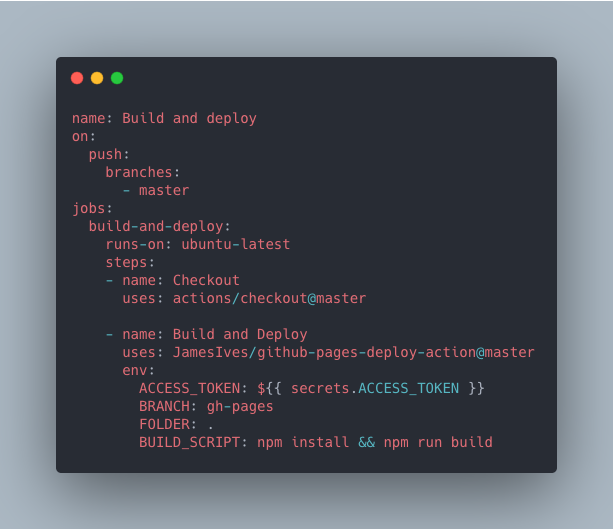 name: Build and deploy
on:
  push:
    branches:
      - master
jobs:
  build-and-deploy:
    runs-on: ubuntu-latest
    steps:
    - name: Checkout
      uses: actions/checkout@master

    - name: Build and Deploy
      uses: JamesIves/github-pages-deploy-action@master
      env:
        ACCESS_TOKEN: ${{ secrets.ACCESS_TOKEN }}
        BRANCH: gh-pages
        FOLDER: .
        BUILD_SCRIPT: npm install && npm run build